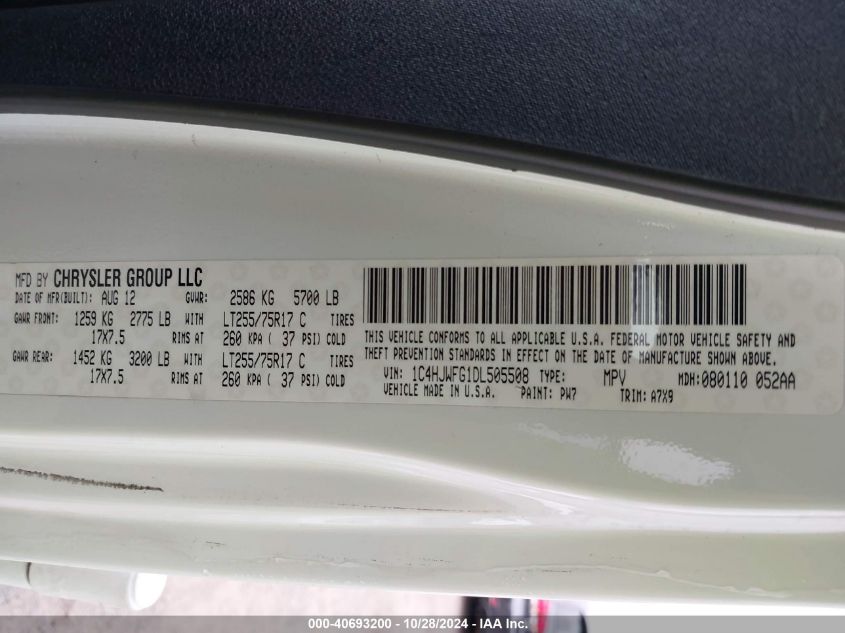 MFD BY CHRYSLER GROUP LLC
DATE OF MFR(BUILT): AUG 12 GVWR: 2586 KG 5700 LB
GAWR FRONT: 1259 KG 2775 LB WITH LT255/75R17 C TIRES
17X7.5 RIMS AT 260 KPA ( 37 PSI) COLD
GAWR REAR: 1452 KG 3200 LB WITH LT255/75R17 C TIRES
17X7.5 RIMS AT 260 KPA ( 37 PSI) COLD
THIS VEHICLE CONFORMS TO ALL APPLICABLE U.S.A. FEDERAL MOTOR VEHICLE SAFETY AND
THEFT PREVENTION STANDARDS IN EFFECT ON THE DATE OF MANUFACTURE SHOWN ABOVE.
VIN: 1C4HJWFG1DL505508 TYPE: MPV MDH:080110 052AA
VEHICLE MADE IN U.S.A. PAINT: PW7 TRIM: A7X9
000-40693200 - 10/28/2024 - IAA Inc.